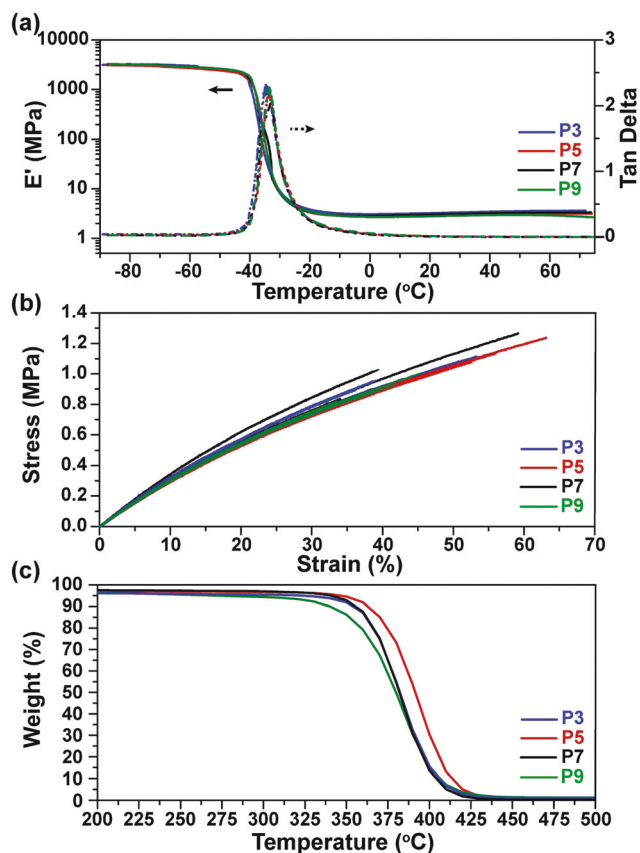 (a)
10000
1000
100
10
1
E' (MPa)
3
2
1
0
Tan Delta
P3
P5
P7
P9
-80
-60
-40
-20
0
20
40
60
Temperature (°C)
(b)
1.4
1.2
1.0
0.8
0.6
0.4
0.2
0.0
Stress (MPa)
P3
P5
P7
P9
0
10
20
30
40
50
60
70
Strain (%)
(c)
100
90
80
70
60
50
40
30
20
10
0
Weight (%)
P3
P5
P7
P9
200
225
250
275
300
325
350
375
400
425
450
475
500
Temperature (°C)